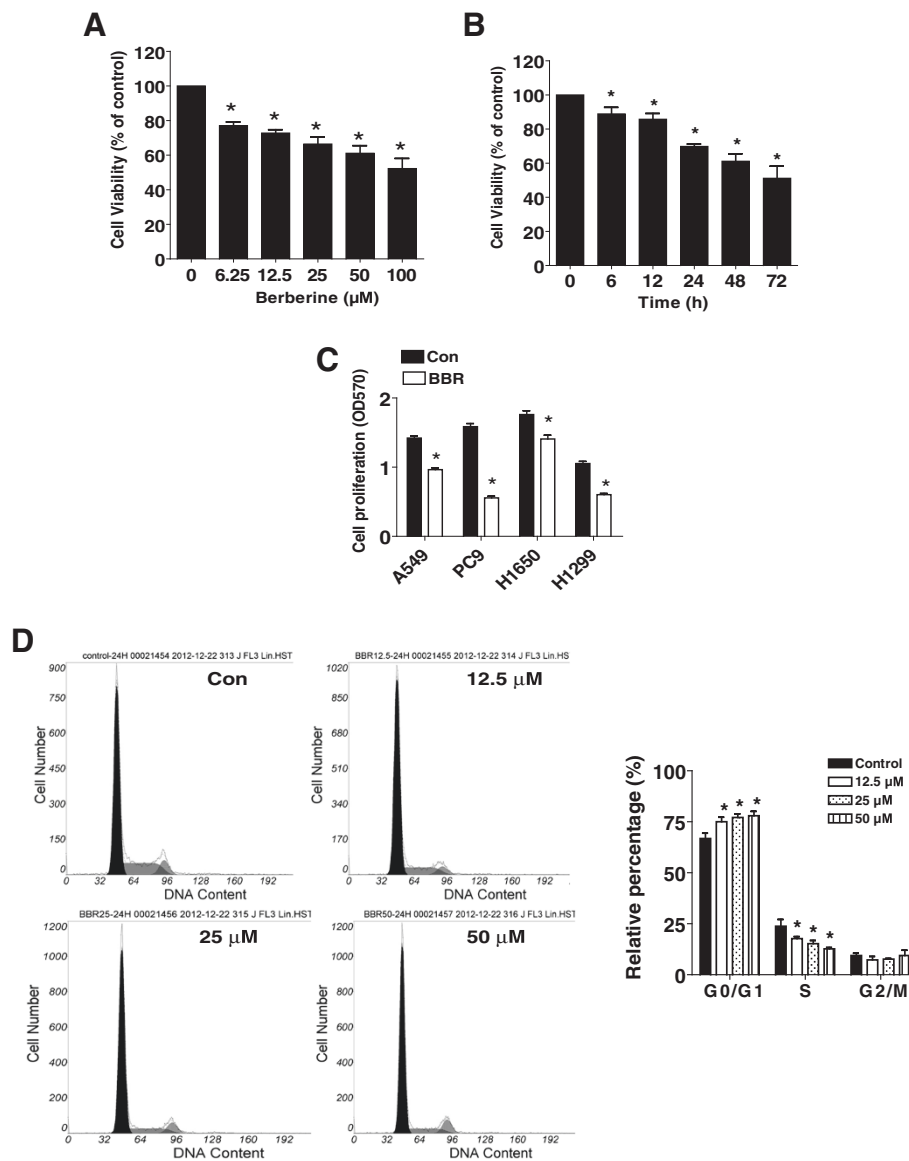 A
Cell Viability (% of control)
120
100
80
60
40
20
0
* * * * *
0 6.25 12.5 25 50 100
Berberine (µM)
B
Cell Viability (% of control)
120
100
80
60
40
20
0
* * * * *
0 6 12 24 48 72
Time (h)
C
Con
BBR
Cell proliferation (OD570)
2
1
0
* * * *
A549 PC9 H1650 H1299
D
control-24H 00021454 2012-12-22 313 J FL3 Lin.HST
Con
Cell Number
900
750
600
450
300
150
0
0 32 64 96 128 160 192
DNA Content
BBR12.5-24H 00021455 2012-12-22 314 J FL3 Lin.HS
12.5 µM
Cell Number
1020
850
680
510
340
170
0
0 32 64 96 128 160 192
DNA Content
BBR25-24H 00021456 2012-12-22 315 J FL3 Lin.HST
25 µM
Cell Number
1200
1000
800
600
400
200
0
0 32 64 96 128 160 192
DNA Content
BBR50-24H 00021457 2012-12-22 316 J FL3 Lin.HST
50 µM
Cell Number
1200
1000
800
600
400
200
0
0 32 64 96 128 160 192
DNA Content
Relative percentage (%)
100
75
50
25
0
Control
12.5 µM
25 µM
50 µM
* * *
* * *
G0/G1 S G2/M